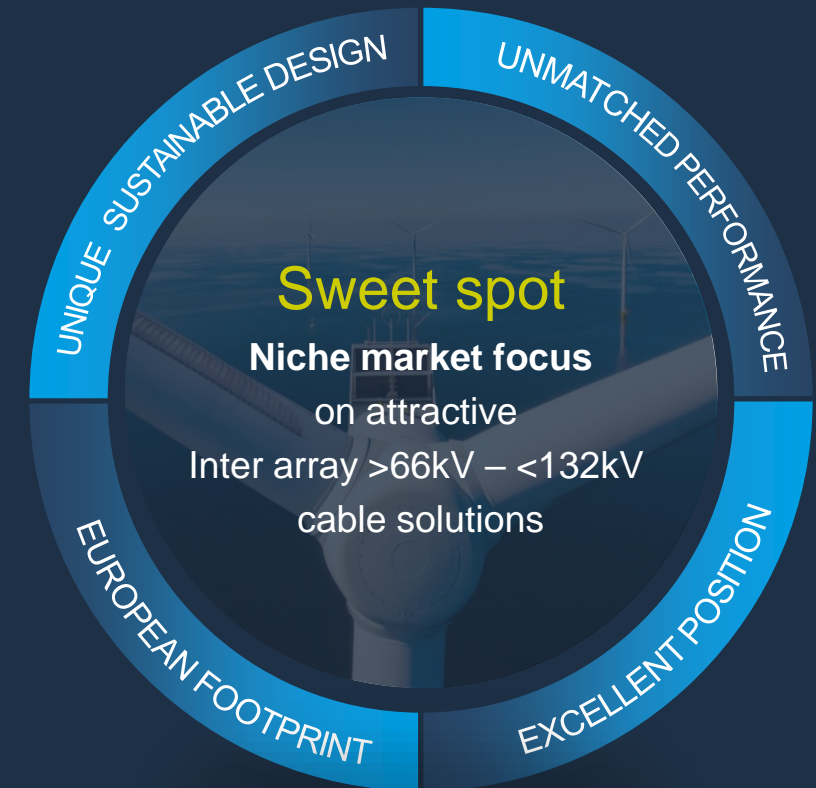 UNIQUE SUSTAINABLE DESIGN
UNMATCHED PERFORMANCE
Sweet spot
Niche market focus
on attractive
Inter array >66kV – <132kV
cable solutions
EUROPEAN FOOTPRINT
EXCELLENT POSITION